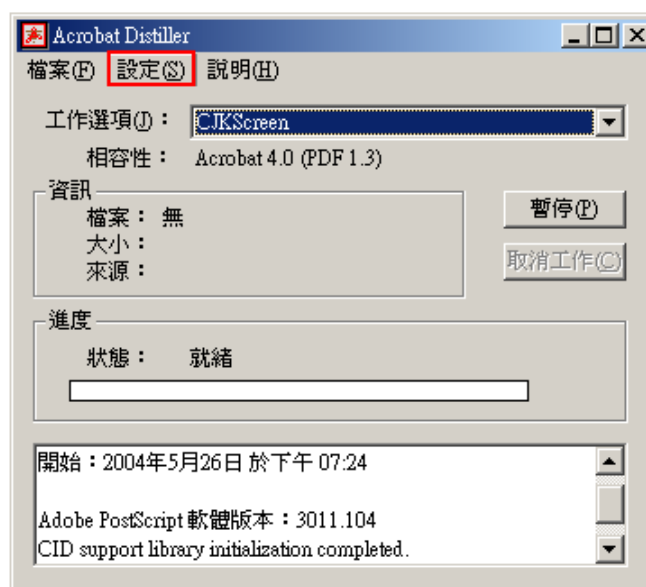 Acrobat Distiller
檔案(F) 設定(S) 說明(H)
工作選項(J)： CJKScreen
相容性： Acrobat 4.0 (PDF 1.3)
資訊
檔案： 無
大小：
來源：
暫停(P)
取消工作(C)
進度
狀態： 就緒
開始：2004年5月26日 於下午 07:24
Adobe PostScript 軟體版本：3011.104
CID support library initialization completed.